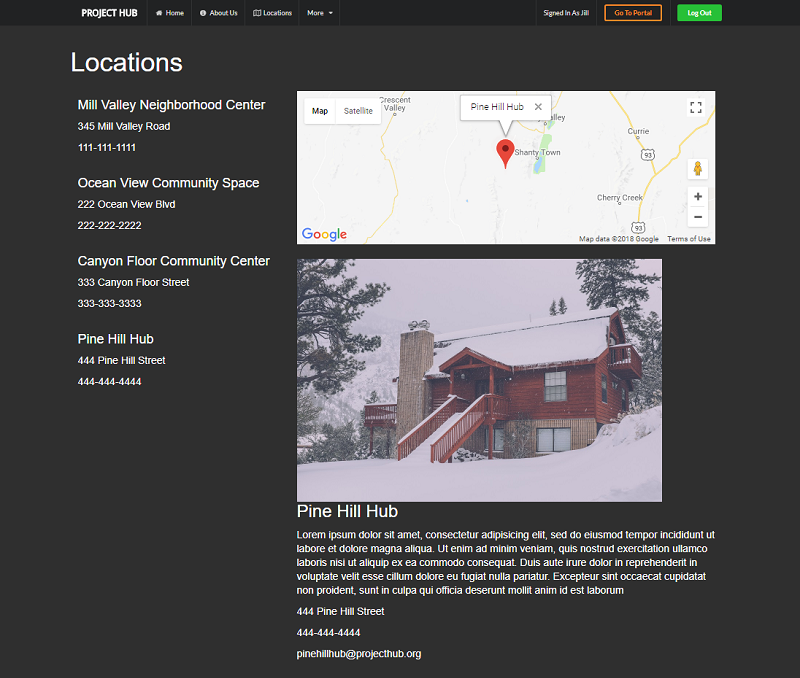 PROJECT HUB
Home
About Us
Locations
More
Signed In As Jill
Go To Portal
Log Out
Locations
Mill Valley Neighborhood Center
345 Mill Valley Road
111-111-1111
Ocean View Community Space
222 Ocean View Blvd
222-222-2222
Canyon Floor Community Center
333 Canyon Floor Street
333-333-3333
Pine Hill Hub
444 Pine Hill Street
444-444-4444
Map
Satellite
Crescent
Valley
Pine Hill Hub
Shanty Town
Currie
93
Cherry Creek
93
Google
Map data ©2018 Google
Terms of Use
Pine Hill Hub
Lorem ipsum dolor sit amet, consectetur adipisicing elit, sed do eiusmod tempor incididunt ut
labore et dolore magna aliqua. Ut enim ad minim veniam, quis nostrud exercitation ullamco
laboris nisi ut aliquip ex ea commodo consequat. Duis aute irure dolor in reprehenderit in
voluptate velit esse cillum dolore eu fugiat nulla pariatur. Excepteur sint occaecat cupidatat
non proident, sunt in culpa qui officia deserunt mollit anim id est laborum
444 Pine Hill Street
444-444-4444
pinehillhub@projecthub.org